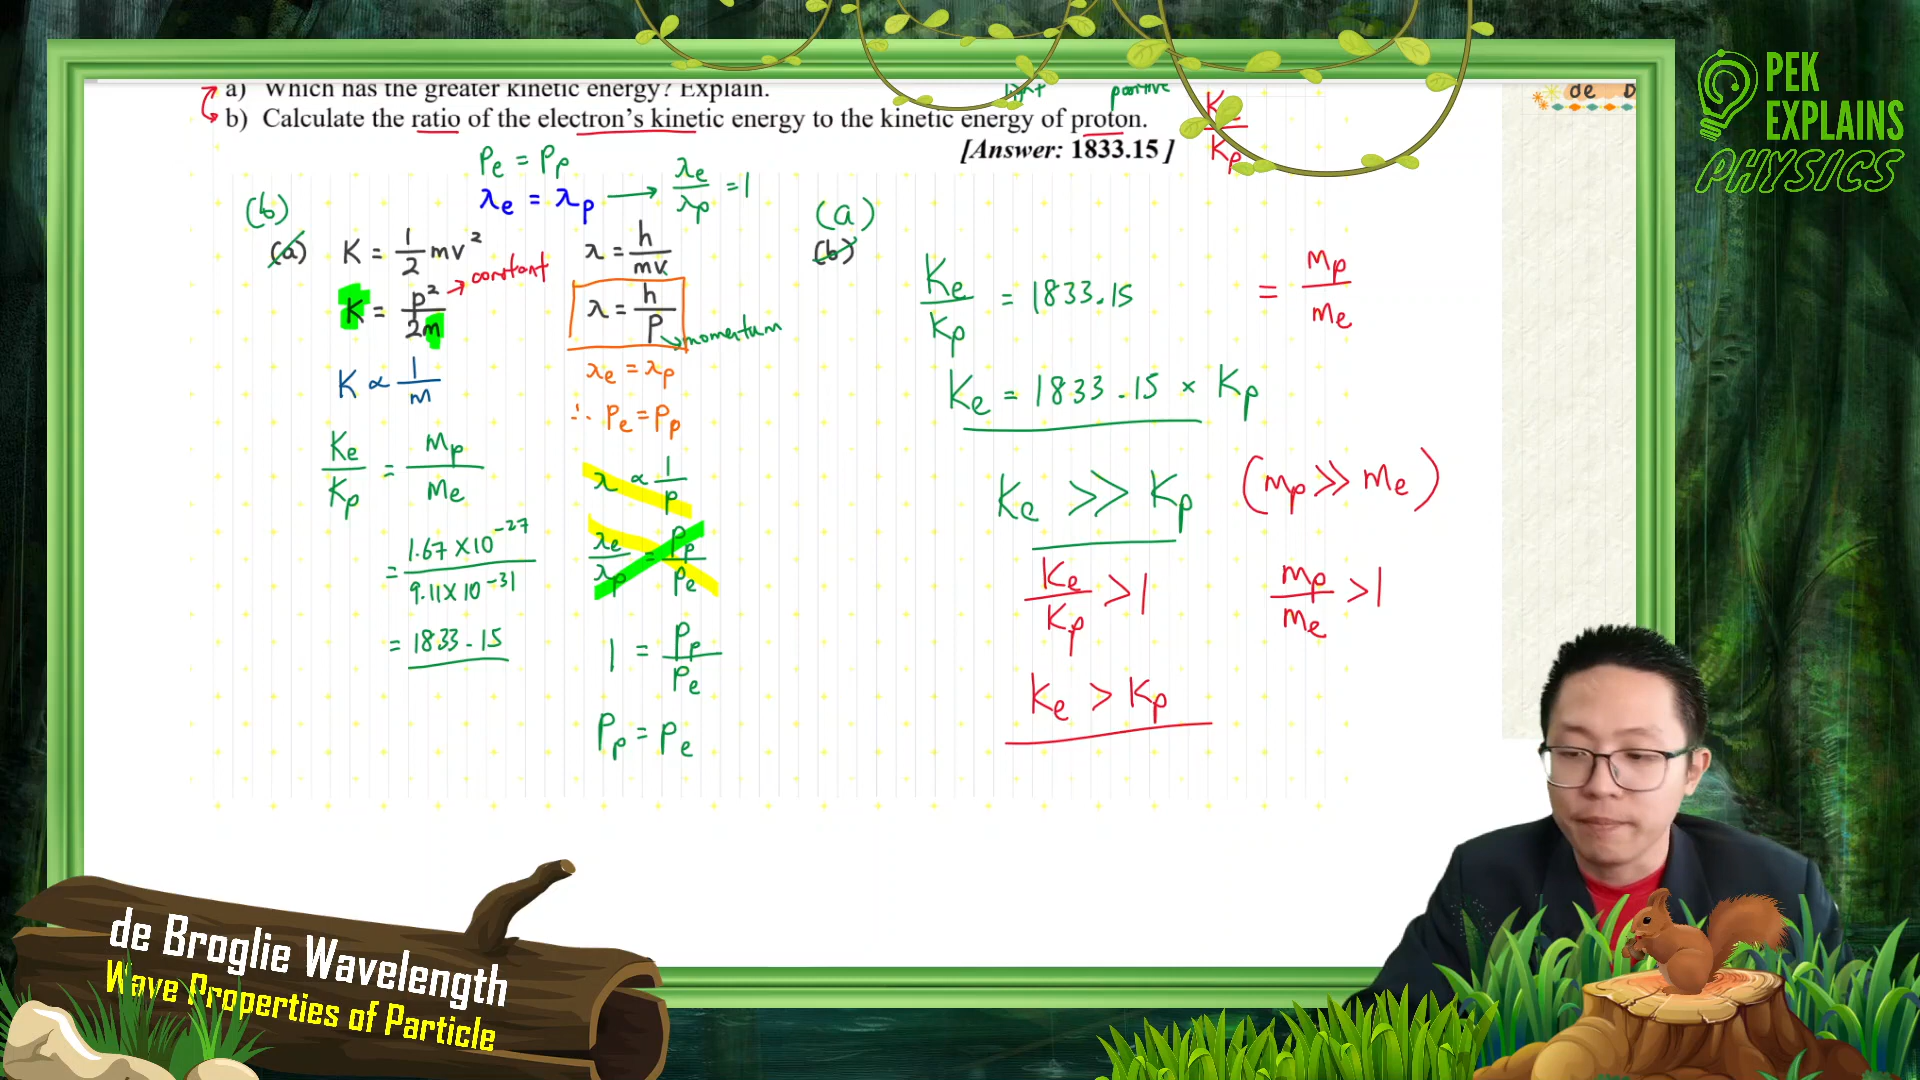 a) Which has the greater kinetic energy? Explain.
light positive
b) Calculate the ratio of the electron's kinetic energy to the kinetic energy of proton.
[Answer: 1833.15 ]
Kp
de D
PEK
EXPLAINS
PHYSICS
Pe = Pp
λe = λp → λe/λp = 1
(b)
(a) K = 1/2 mv²
K = p²/2m → constant
K ∝ 1/m
Ke/Kp = Mp/Me
= 1.67 × 10⁻²⁷ / 9.11 × 10⁻³¹
= 1833.15
λ = h/mv
λ = h/P → momentum
λe = λp
∴ Pe = Pp
λ ∝ 1/P
λe/λp = Pp/Pe
1 = Pp/Pe
Pp = Pe
(a)
(b)
Ke/Kp = 1833.15 = Mp/Me
Ke = 1833.15 × Kp
Ke >> Kp (Mp >> Me)
Ke/Kp > 1 Mp/Me > 1
Ke > Kp
de Broglie Wavelength
Wave Properties of Particle